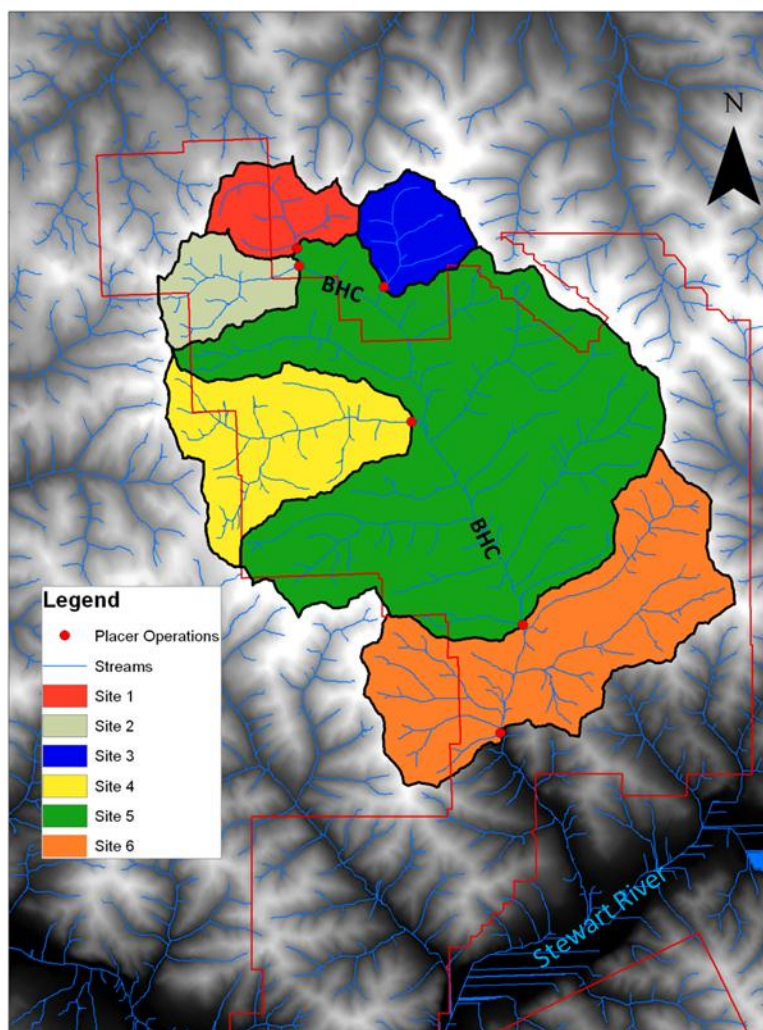 N
BHC
BHC
Legend
Placer Operations
Streams
Site 1
Site 2
Site 3
Site 4
Site 5
Site 6
Stewart River